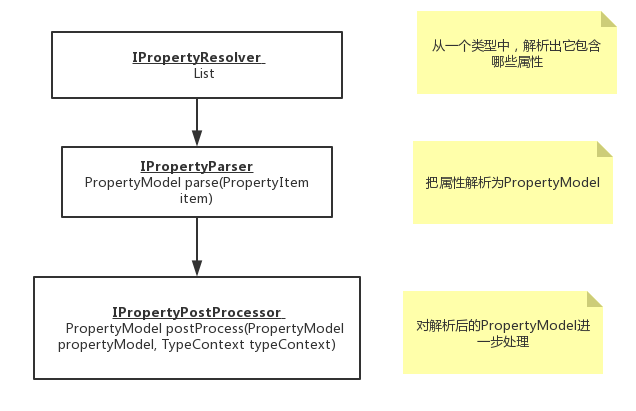 IPropertyResolver
List
从一个类型中，解析出它包含
哪些属性
IPropertyParser
PropertyModel parse(PropertyItem
item)
把属性解析为PropertyModel
IPropertyPostProcessor
PropertyModel postProcess(PropertyModel
propertyModel, TypeContext typeContext)
对解析后的PropertyModel进
一步处理